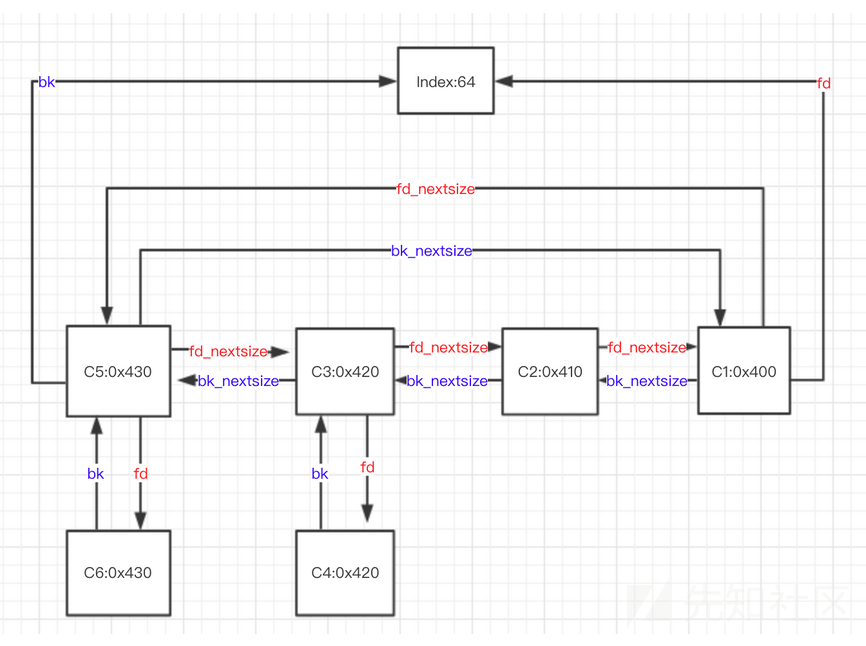 bk
Index:64
fd
fd_nextsize
bk_nextsize
fd_nextsize
fd_nextsize
fd_nextsize
C5:0x430
C3:0x420
C2:0x410
C1:0x400
bk_nextsize
bk_nextsize
bk_nextsize
bk
fd
bk
fd
C6:0x430
C4:0x420
先知社区